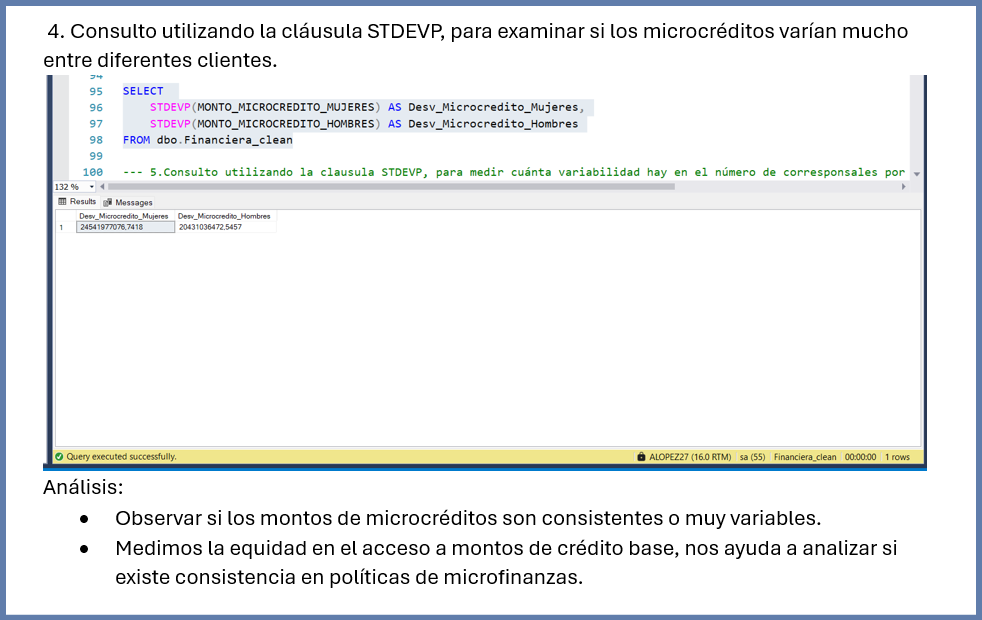 4. Consulto utilizando la cláusula STDEVP, para examinar si los microcréditos varían mucho
entre diferentes clientes.
94
95 SELECT
96 STDEVP(MONTO_MICROCREDITO_MUJERES) AS Desv_Microcredito_Mujeres,
97 STDEVP(MONTO_MICROCREDITO_HOMBRES) AS Desv_Microcredito_Hombres
98 FROM dbo.Financiera_clean
99
100 --- 5.Consulto utilizando la clausula STDEVP, para medir cuánta variabilidad hay en el número de corresponsales por
132 %
Results Messages
Desv_Microcredito_Mujeres Desv_Microcredito_Hombres
1 24541977076,7418 20431036472,5457
Query executed successfully. ALOPEZ27 (16.0 RTM) sa (55) Financiera_clean 00:00:00 1 rows
Análisis:
● Observar si los montos de microcréditos son consistentes o muy variables.
● Medimos la equidad en el acceso a montos de crédito base, nos ayuda a analizar si
existe consistencia en políticas de microfinanzas.